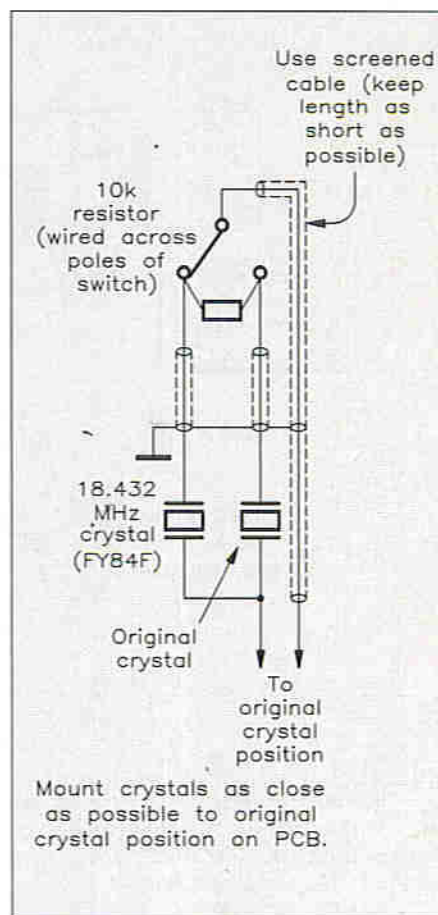 Use screened
cable (keep
length as
short as
possible)
10k
resistor
(wired across
poles of
switch)
18.432
MHz
crystal
(FY84F)
Original
crystal
To
original
crystal
position
Mount crystals as close
as possible to original
crystal position on PCB.